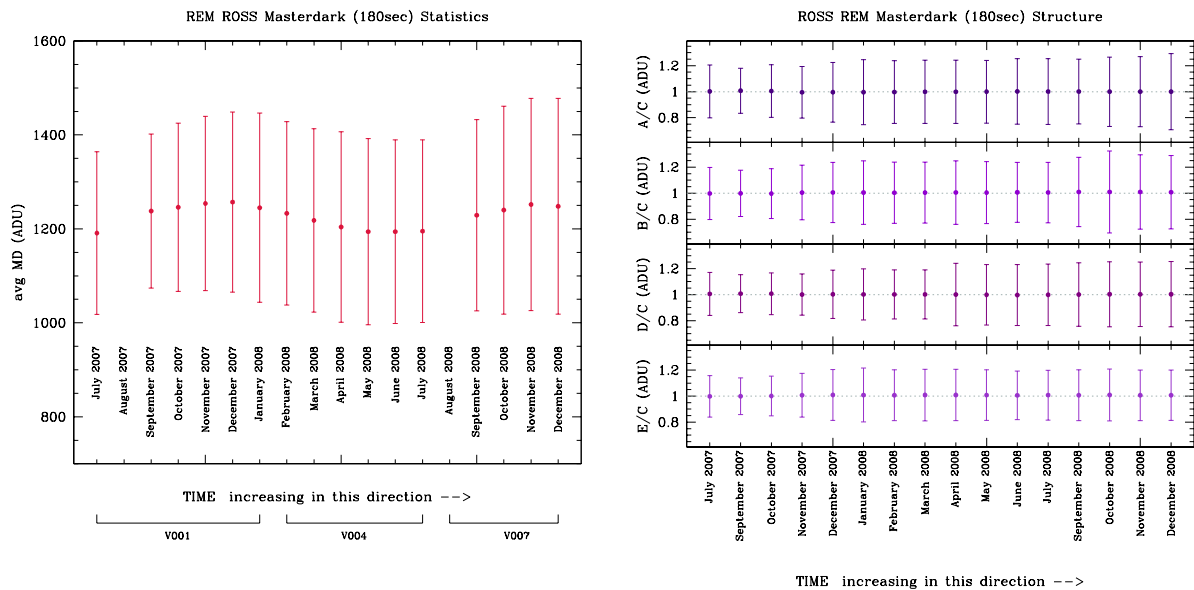 REM ROSS Masterdark (180sec) Statistics
avg MD (ADU)
1600
1400
1200
1000
800
July 2007
August 2007
September 2007
October 2007
November 2007
December 2007
January 2008
February 2008
March 2008
April 2008
May 2008
June 2008
July 2008
August 2008
September 2008
October 2008
November 2008
December 2008
TIME increasing in this direction -->
V001
V004
V007
ROSS REM Masterdark (180sec) Structure
A/C (ADU)
1.2
1
0.8
B/C (ADU)
1.2
1
0.8
D/C (ADU)
1.2
1
0.8
E/C (ADU)
1.2
1
0.8
July 2007
September 2007
October 2007
November 2007
December 2007
January 2008
February 2008
March 2008
April 2008
May 2008
June 2008
July 2008
September 2008
October 2008
November 2008
December 2008
TIME increasing in this direction -->